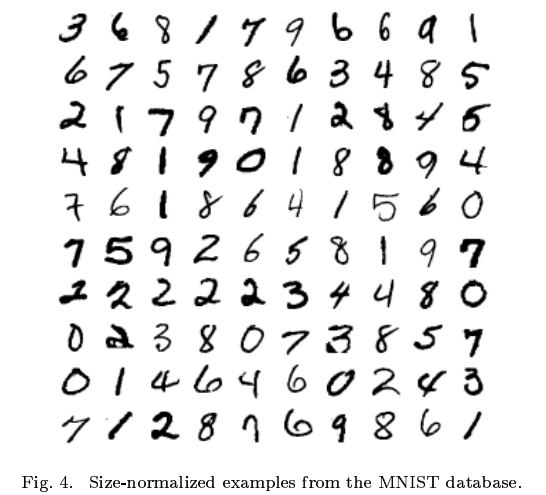 3 6 8 1 7 9 6 6 9 1
6 7 5 7 8 6 3 4 8 5
2 1 7 9 7 1 2 8 4 5
4 8 1 9 0 1 8 8 9 4
7 6 1 8 6 4 1 5 6 0
7 5 9 2 6 5 8 1 9 7
2 2 2 2 2 3 4 4 8 0
0 2 3 8 0 7 3 8 5 7
0 1 4 6 4 6 0 2 4 3
7 1 2 8 7 6 9 8 6 1
Fig. 4. Size-normalized examples from the MNIST database.